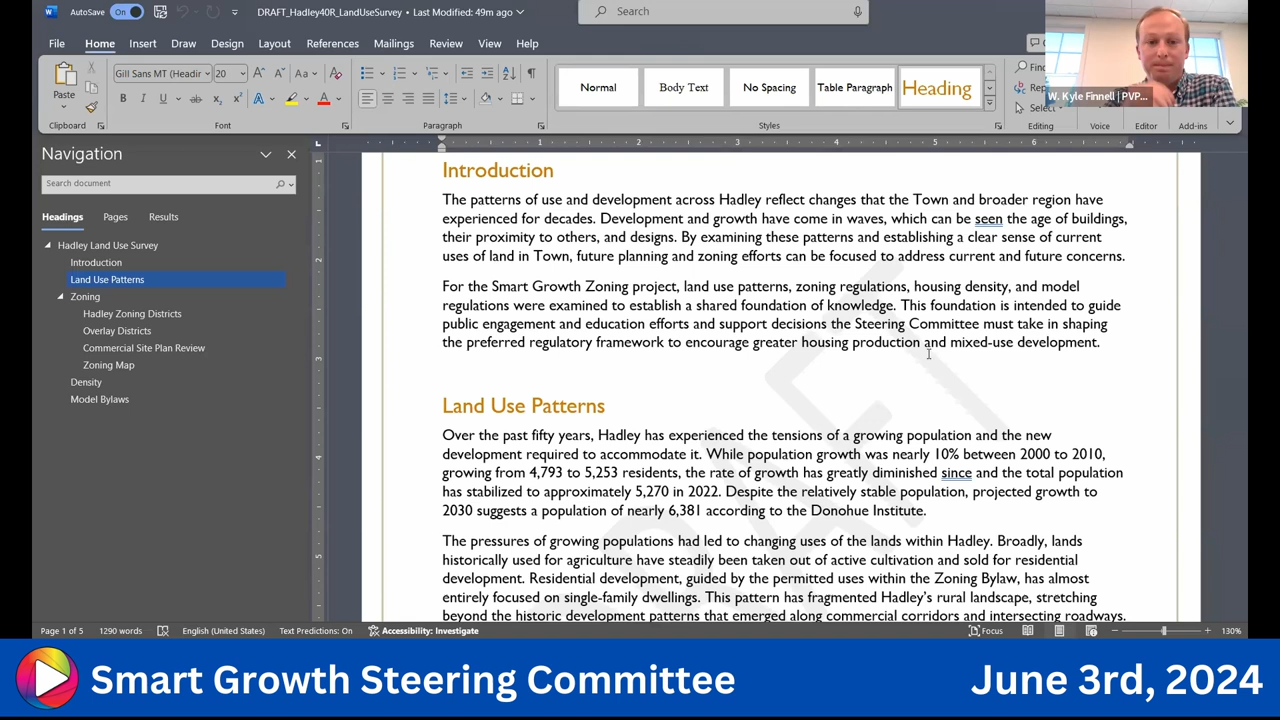 AutoSave On
DRAFT_Hadley40R_LandUseSurvey • Last Modified: 49m ago
Search
File Home Insert Draw Design Layout References Mailings Review View Help
Paste
Gill Sans MT (Headir 20
Normal
Body Text
No Spacing
Table Paragraph
Heading
Select
Clipboard Font Paragraph Styles Editing Voice Editor Add-ins
W. Kyle Finnell | PVP...
Navigation
Search document
Headings Pages Results
Hadley Land Use Survey
Introduction
Land Use Patterns
Zoning
Hadley Zoning Districts
Overlay Districts
Commercial Site Plan Review
Zoning Map
Density
Model Bylaws
Introduction
The patterns of use and development across Hadley reflect changes that the Town and broader region have
experienced for decades. Development and growth have come in waves, which can be seen the age of buildings,
their proximity to others, and designs. By examining these patterns and establishing a clear sense of current
uses of land in Town, future planning and zoning efforts can be focused to address current and future concerns.
For the Smart Growth Zoning project, land use patterns, zoning regulations, housing density, and model
regulations were examined to establish a shared foundation of knowledge. This foundation is intended to guide
public engagement and education efforts and support decisions the Steering Committee must take in shaping
the preferred regulatory framework to encourage greater housing production and mixed-use development.
Land Use Patterns
Over the past fifty years, Hadley has experienced the tensions of a growing population and the new
development required to accommodate it. While population growth was nearly 10% between 2000 to 2010,
growing from 4,793 to 5,253 residents, the rate of growth has greatly diminished since and the total population
has stabilized to approximately 5,270 in 2022. Despite the relatively stable population, projected growth to
2030 suggests a population of nearly 6,381 according to the Donohue Institute.
The pressures of growing populations had led to changing uses of the lands within Hadley. Broadly, lands
historically used for agriculture have steadily been taken out of active cultivation and sold for residential
development. Residential development, guided by the permitted uses within the Zoning Bylaw, has almost
entirely focused on single-family dwellings. This pattern has fragmented Hadley's rural landscape, stretching
beyond the historic development patterns that emerged along commercial corridors and intersecting roadways.
DRAFT
Page 1 of 5 1290 words English (United States) Text Predictions: On Accessibility: Investigate Focus 130%
Smart Growth Steering Committee June 3rd, 2024